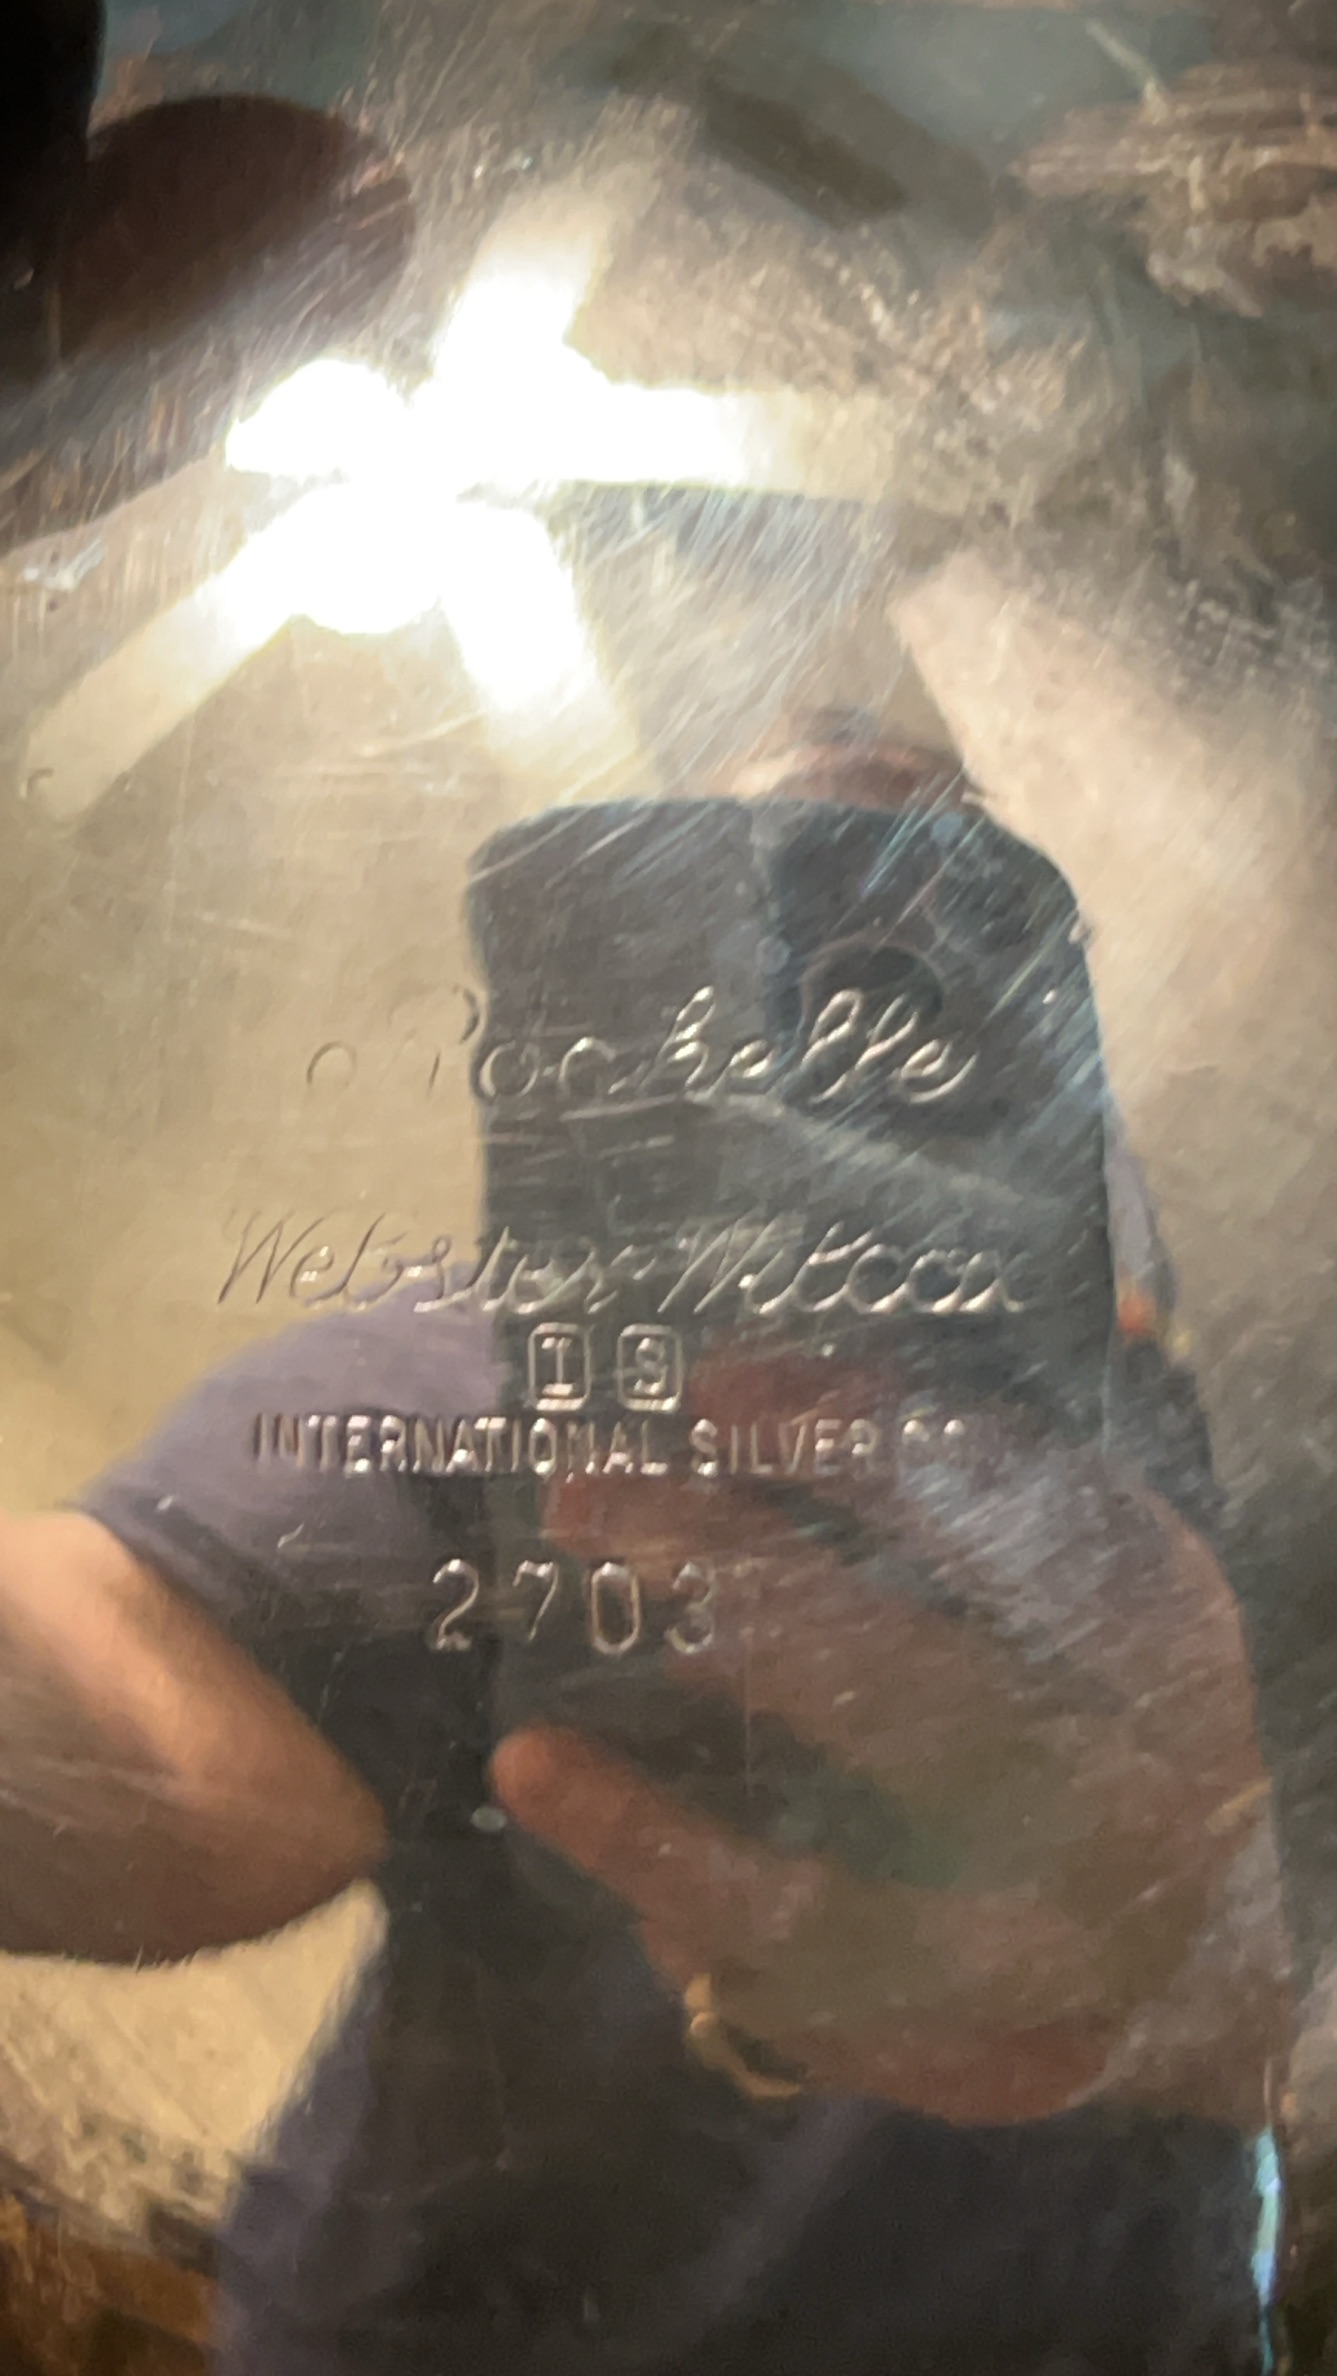 Rochelle
Webster-Wilcox
I S
INTERNATIONAL SILVER CO.
2703